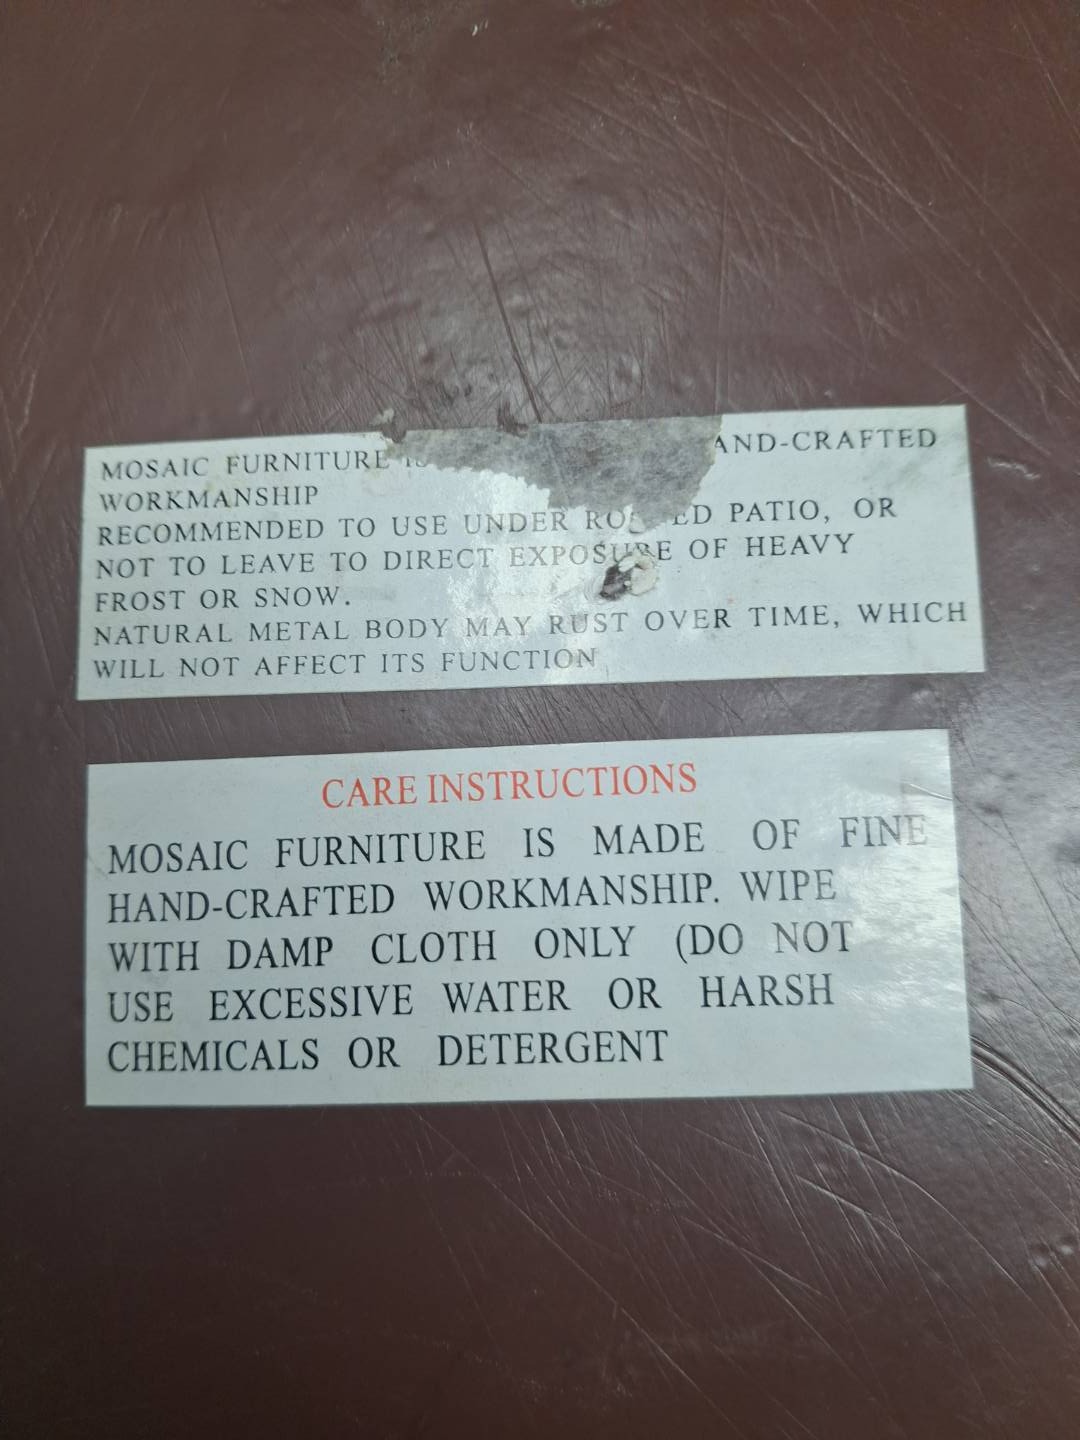 MOSAIC FURNITURE IS AND-CRAFTED
WORKMANSHIP
RECOMMENDED TO USE UNDER PATIO, OR
NOT TO LEAVE TO DIRECT EXPOSURE OF HEAVY
FROST OR SNOW.
NATURAL METAL BODY MAY RUST OVER TIME, WHICH
WILL NOT AFFECT ITS FUNCTION
CARE INSTRUCTIONS
MOSAIC FURNITURE IS MADE OF FINE
HAND-CRAFTED WORKMANSHIP. WIPE
WITH DAMP CLOTH ONLY (DO NOT
USE EXCESSIVE WATER OR HARSH
CHEMICALS OR DETERGENT